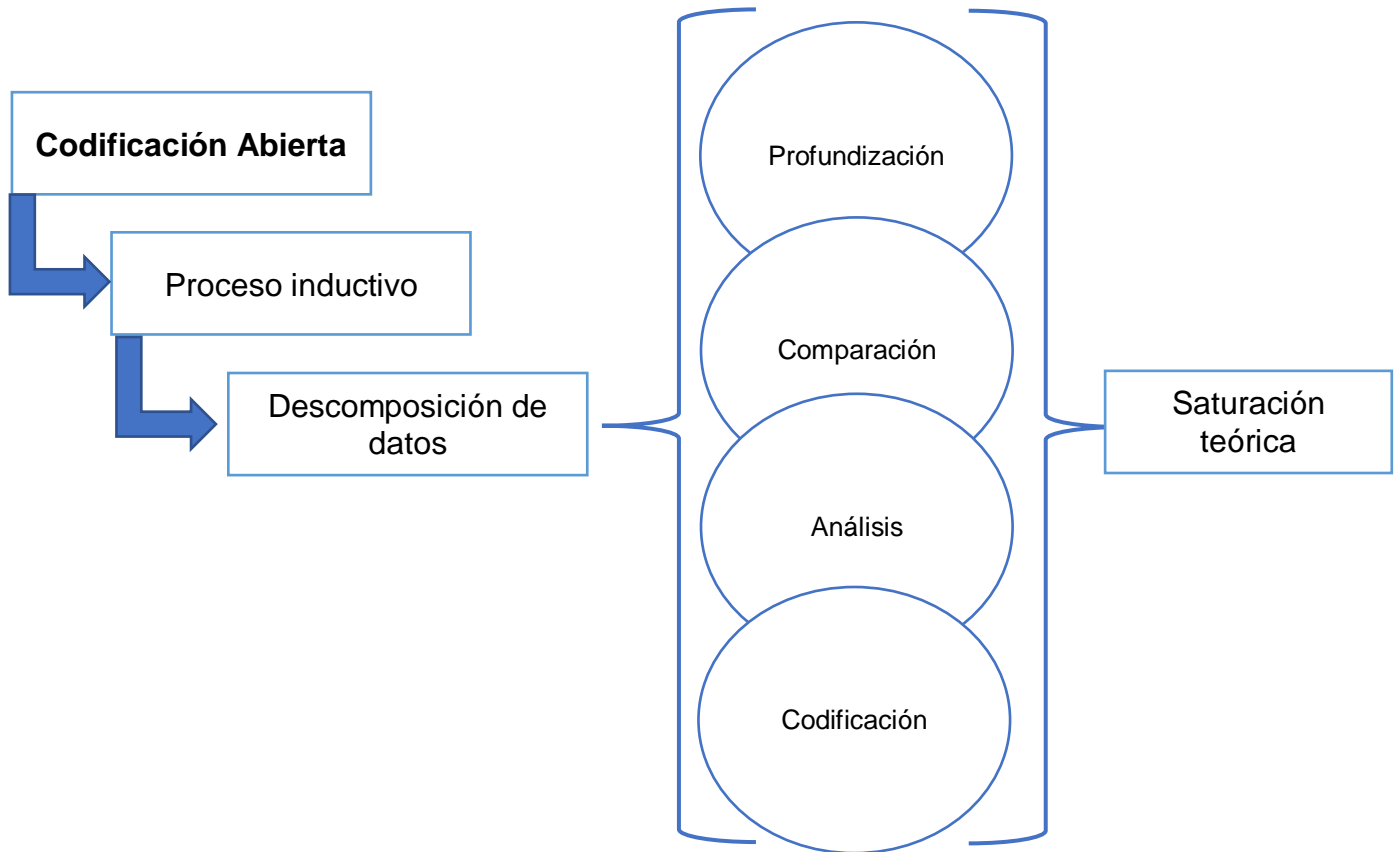 Codificación Abierta
Proceso inductivo
Descomposición de
datos
Profundización
Comparación
Análisis
Codificación
Saturación
teórica